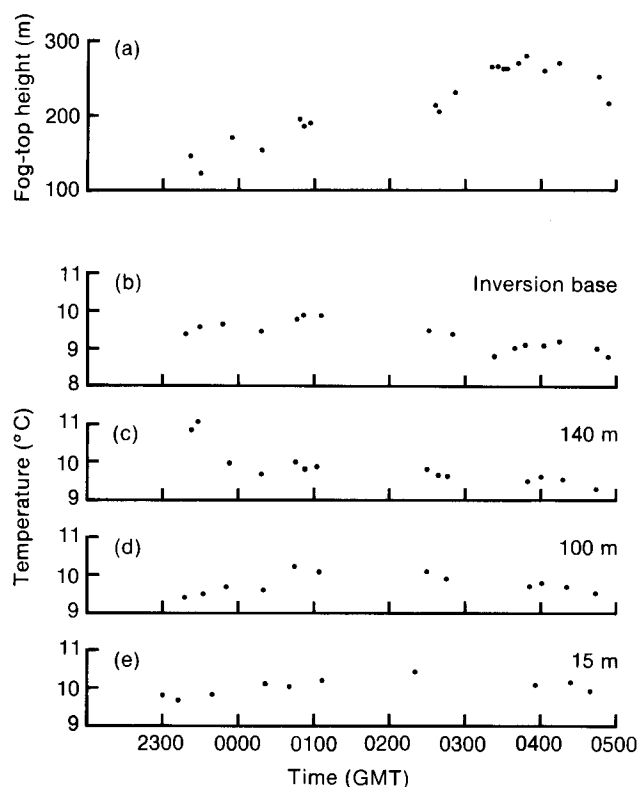 Fog-top height (m)
300
200
100
(a)
11
10
9
8
(b)
Inversion base
Temperature (°C)
11
10
9
(c)
140 m
11
10
9
(d)
100 m
11
10
9
(e)
15 m
2300 0000 0100 0200 0300 0400 0500
Time (GMT)